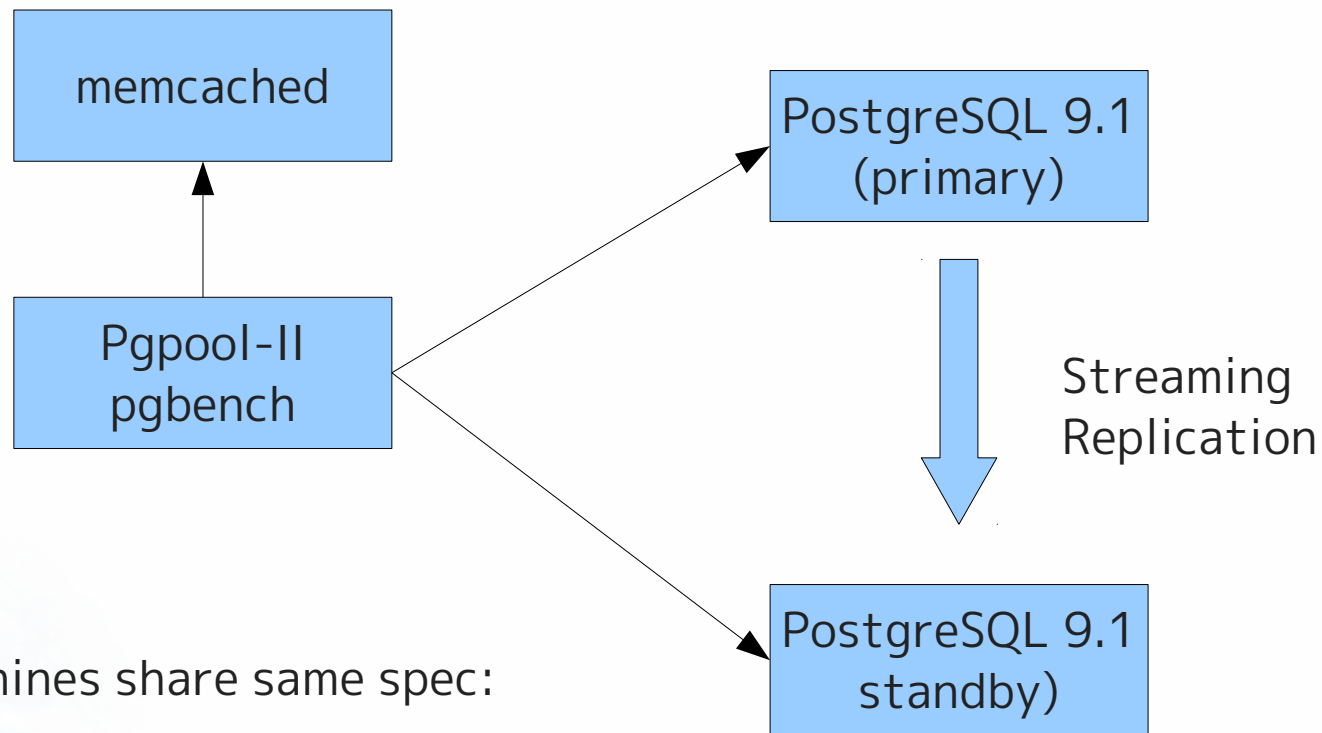 memcached
PostgreSQL 9.1
(primary)
Pgpool-II
pgbench
Streaming
Replication
PostgreSQL 9.1
standby)
hines share same spec: